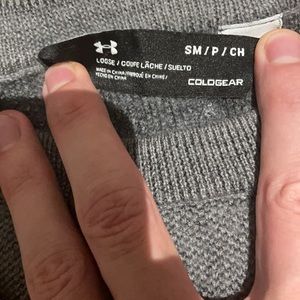 SM / P / CH
LOOSE / COUPE LÂCHE / SUELTO
MADE IN CHINA / FABRIQUÉ EN CHINE /
HECHO EN CHINA
COLDGEAR